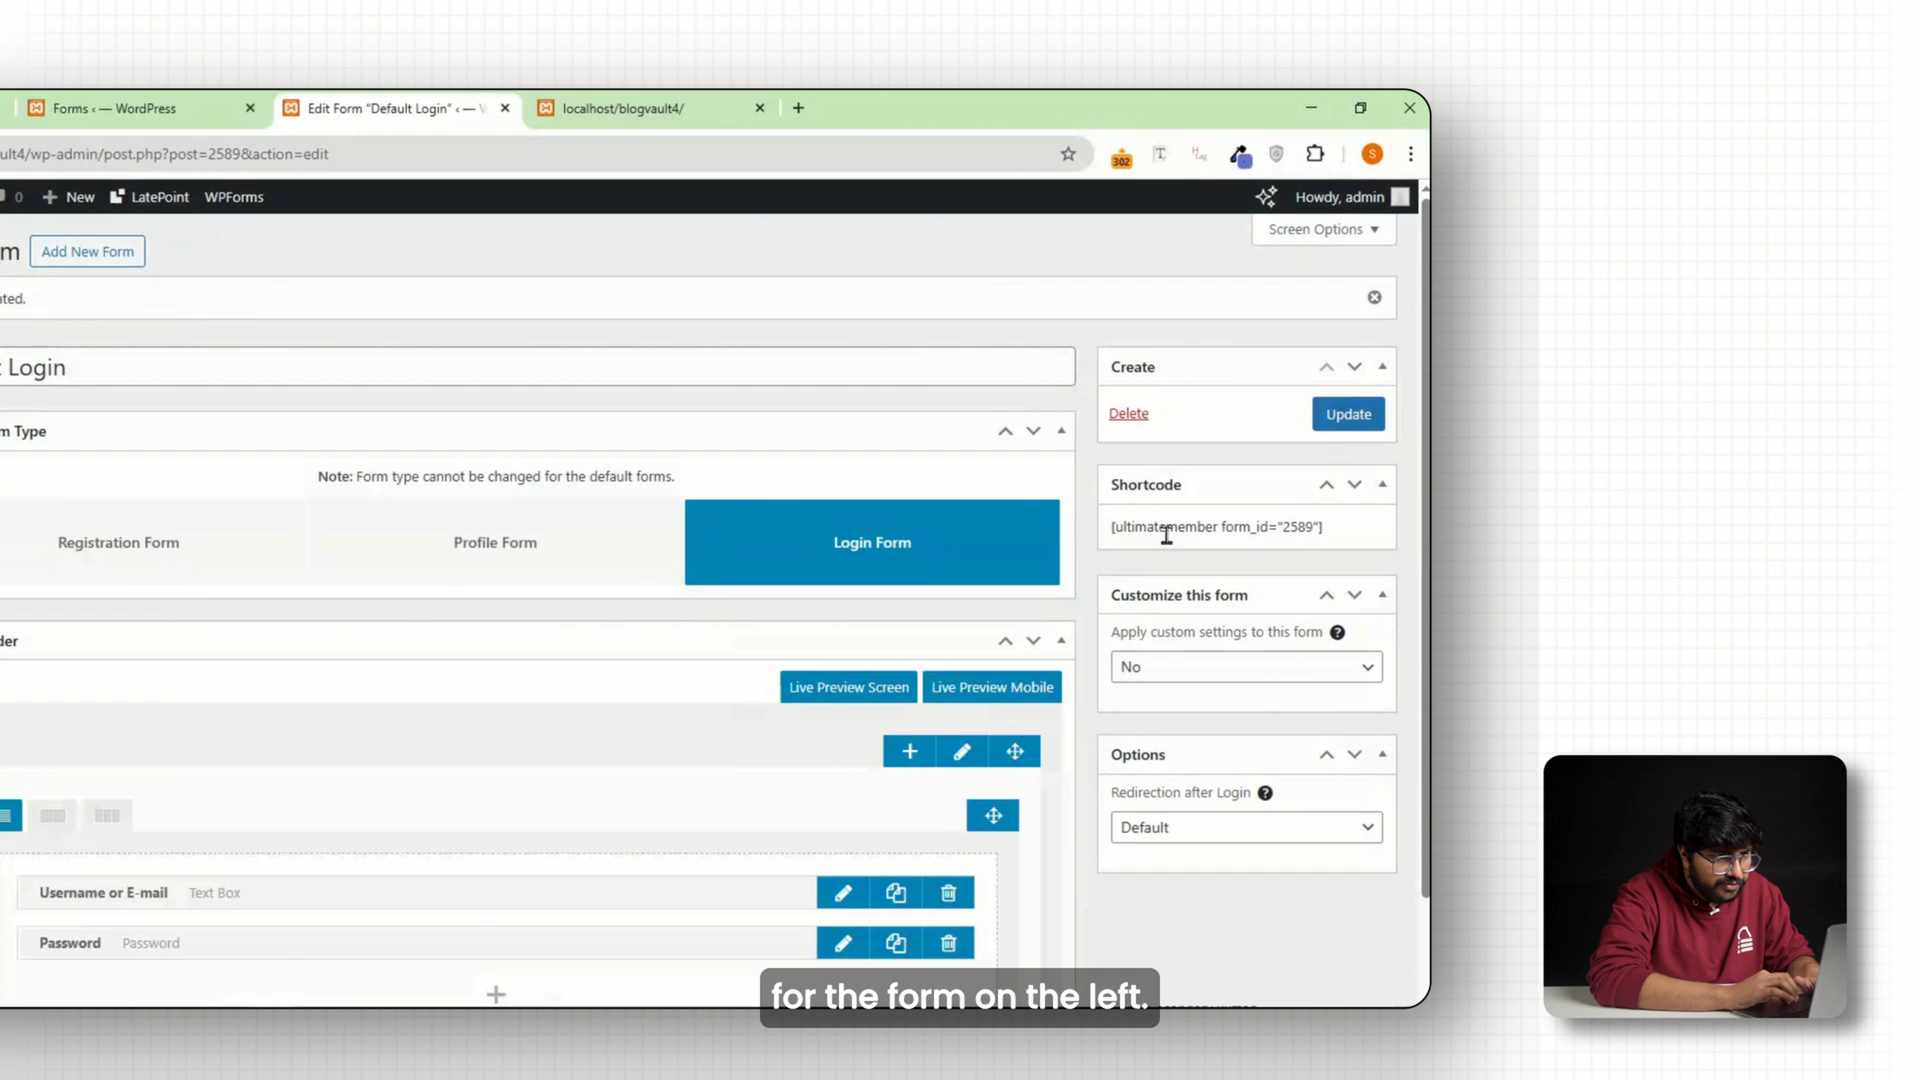 Forms ‹ — WordPress
Edit Form "Default Login" ‹ — W
localhost/blogvault4/
ult4/wp-admin/post.php?post=2589&action=edit
302
S
0
New
LatePoint
WPForms
Howdy, admin
Screen Options
m
Add New Form
ated.
t Login
Create
Delete
Update
m Type
Note: Form type cannot be changed for the default forms.
Registration Form
Profile Form
Login Form
Shortcode
[ultimatemember form_id="2589"]
Customize this form
Apply custom settings to this form
No
der
Live Preview Screen
Live Preview Mobile
Options
Redirection after Login
Default
Username or E-mail Text Box
Password Password
for the form on the left.